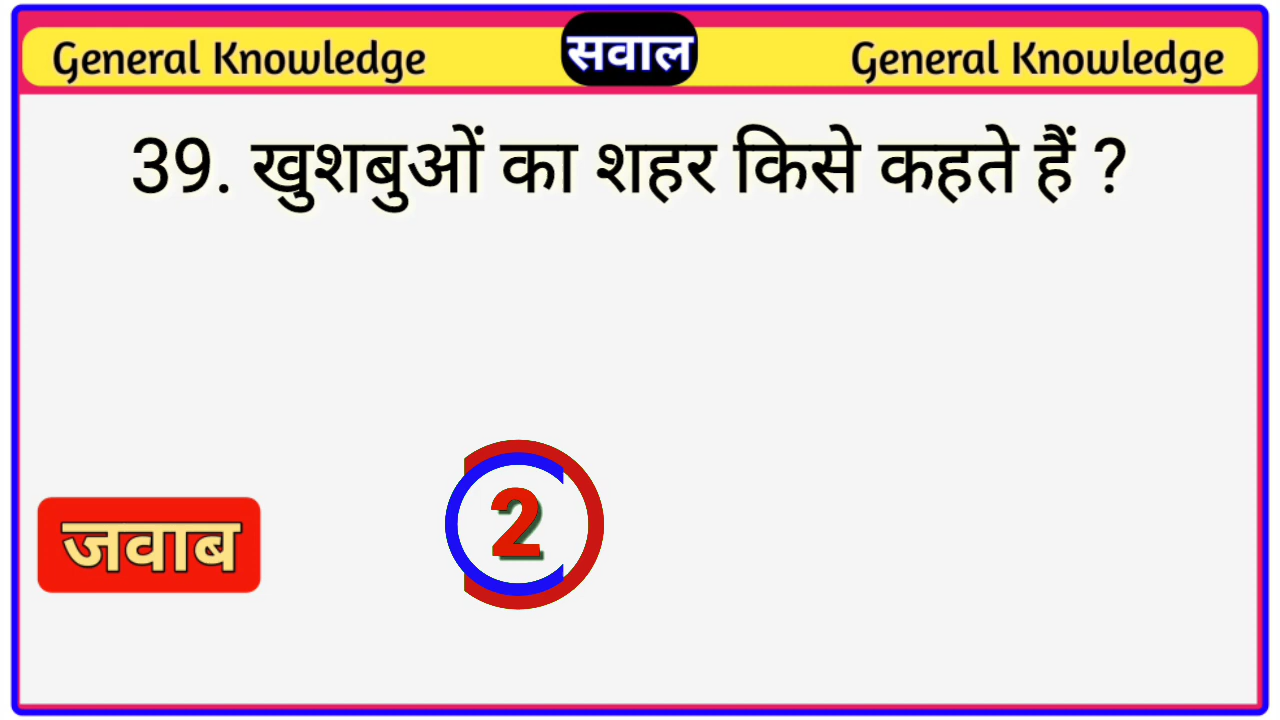 General Knowledge सवाल General Knowledge
39. खुशबुओं का शहर किसे कहते हैं ?
जवाब 2